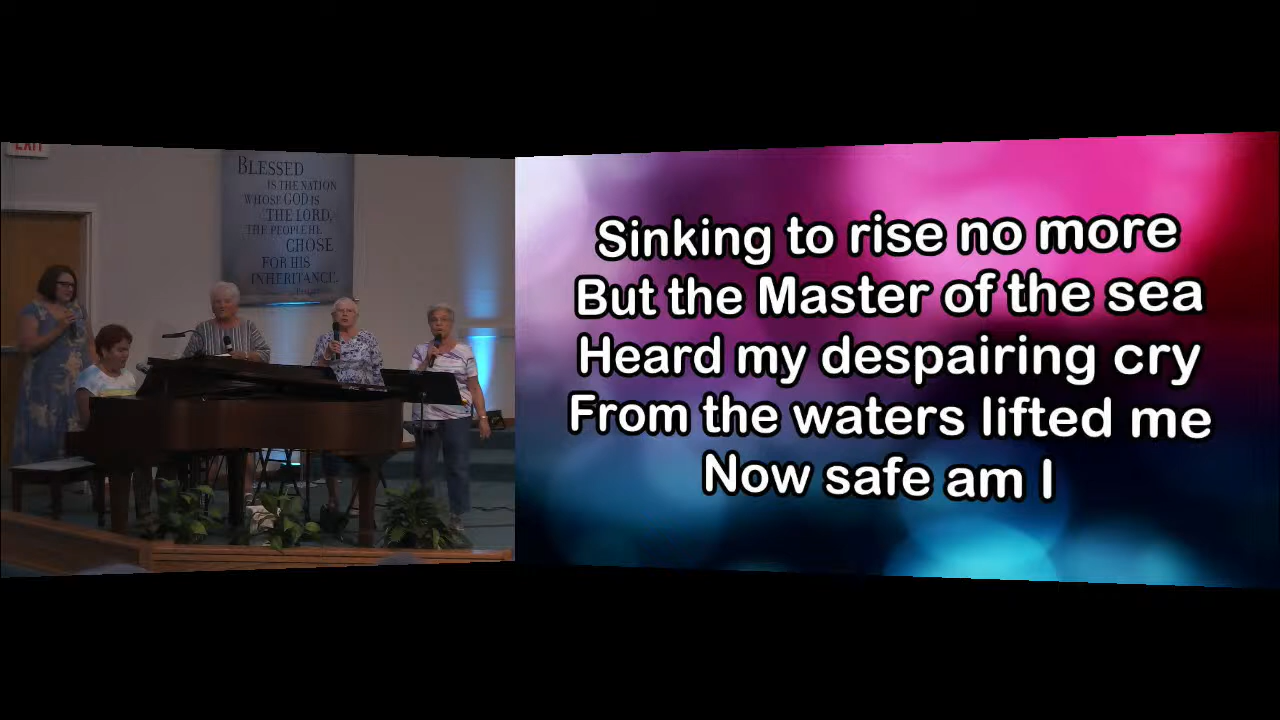 EXIT
BLESSED
IS THE NATION
WHOSE GOD IS
THE LORD,
THE PEOPLE HE
CHOSE
FOR HIS
INHERITANCE.
Sinking to rise no more
But the Master of the sea
Heard my despairing cry
From the waters lifted me
Now safe am I